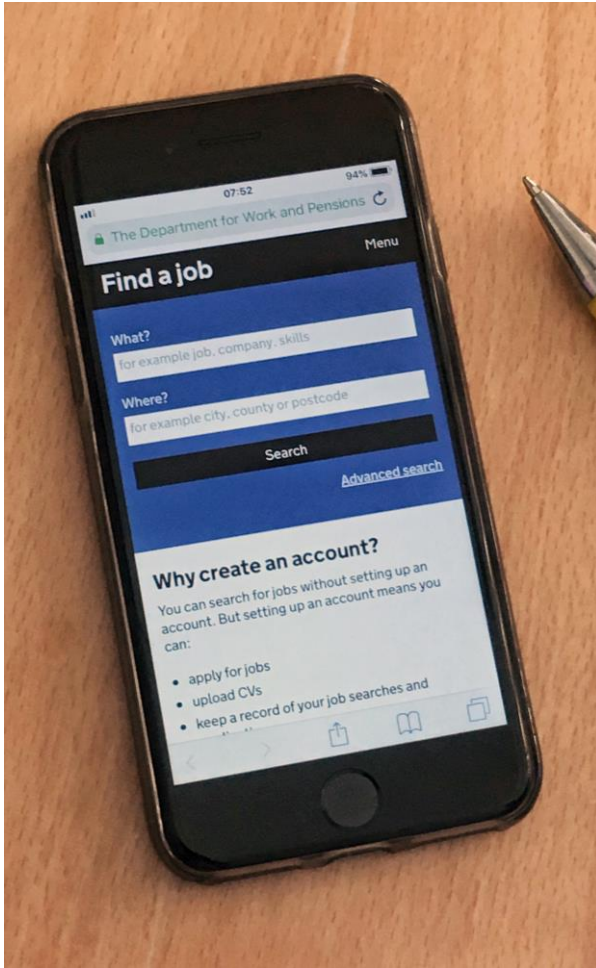 07:52
94%
The Department for Work and Pensions
Find a job
Menu
What?
for example job, company, skills
Where?
for example city, county or postcode
Search
Advanced search
Why create an account?
You can search for jobs without setting up an
account. But setting up an account means you
can:
• apply for jobs
• upload CVs
• keep a record of your job searches and